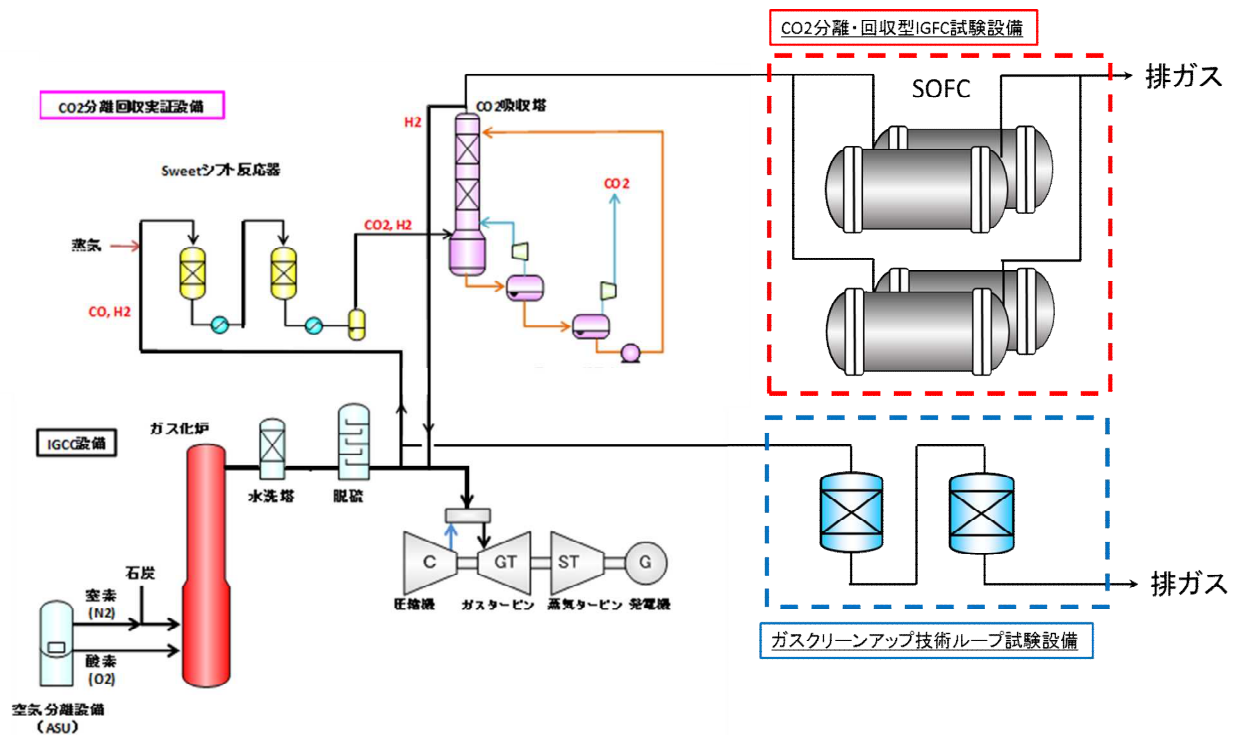 CO2分離・回収型IGFC試験設備
SOFC
排ガス
CO2分離回収実証設備
CO2吸収塔
H2
Sweetシフト反応器
CO2
CO2, H2
蒸気
CO, H2
IGCC設備
ガス化炉
水洗塔
脱硫
C
GT
ST
G
圧縮機
ガスタービン
蒸気タービン
発電機
石炭
窒素
(N2)
酸素
(O2)
空気分離設備
(ASU)
排ガス
ガスクリーンアップ技術ループ試験設備